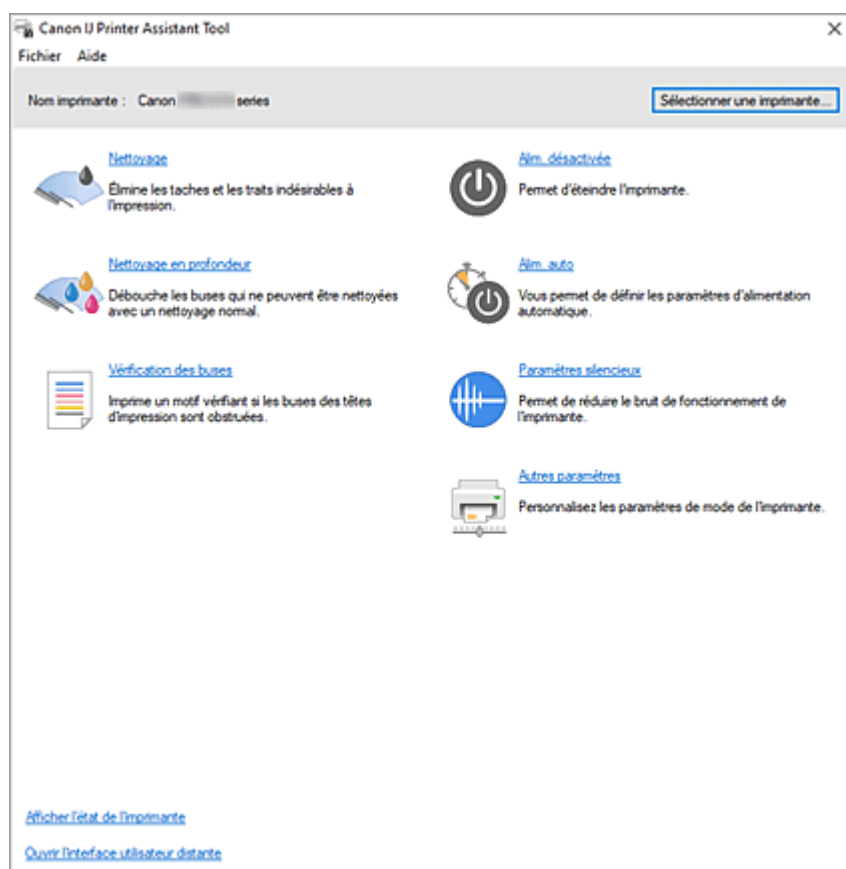 Canon IJ Printer Assistant Tool
Fichier Aide
Nom imprimante : Canon series
Sélectionner une imprimante...
Nettoyage
Élimine les taches et les traits indésirables à
l'impression.
Nettoyage en profondeur
Débouche les buses qui ne peuvent être nettoyées
avec un nettoyage normal.
Vérification des buses
Imprime un motif vérifiant si les buses des têtes
d'impression sont obstruées.
Alm. désactivée
Permet d'éteindre l'imprimante.
Alm. auto
Vous permet de définir les paramètres d'alimentation
automatique.
Paramètres silencieux
Permet de réduire le bruit de fonctionnement de
l'imprimante.
Autres paramètres
Personnalisez les paramètres de mode de l'imprimante.
Afficher l'état de l'imprimante
Ouvrir l'interface utilisateur distante